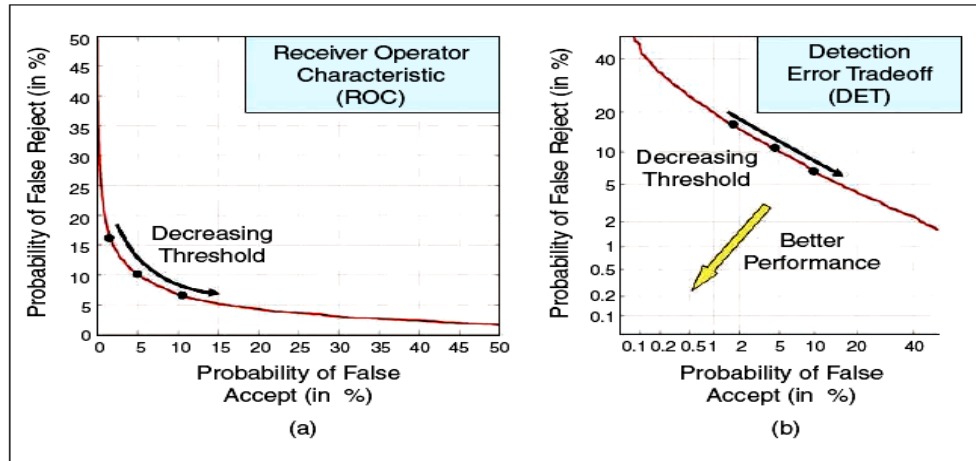 Receiver Operator
Characteristic
(ROC)
Probability of False Reject (in %)
50
45
40
35
30
25
20
15
10
5
0
Decreasing
Threshold
0 5 10 15 20 25 30 35 40 45 50
Probability of False
Accept (in %)
(a)
Detection
Error Tradeoff
(DET)
Probability of False Reject (in %)
40
20
10
5
2
1
0.5
0.2
0.1
Decreasing
Threshold
Better
Performance
0.1 0.2 0.5 1 2 5 10 20 40
Probability of False
Accept (in %)
(b)